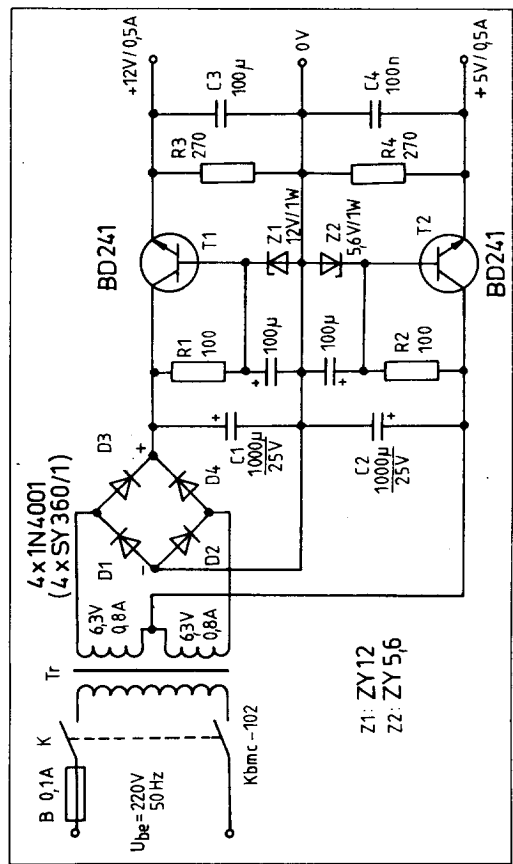 B 0,1A
K
Ube=220V
50Hz
Kbmc-102
Tr
6,3V
0,8A
6,3V
0,8A
4x1N4001
(4xSY360/1)
D1
D3
D2
D4
+
-
+
C1
1000µ
25V
C2
1000µ
25V
+
R1
100
+
100µ
100µ
+
R2
100
BD241
T1
Z1
12V/1W
Z2
5,6V/1W
T2
BD241
R3
270
R4
270
C3
100µ
C4
100n
+12V/0,5A
0V
+5V/0,5A
Z1: ZY12
Z2: ZY5,6